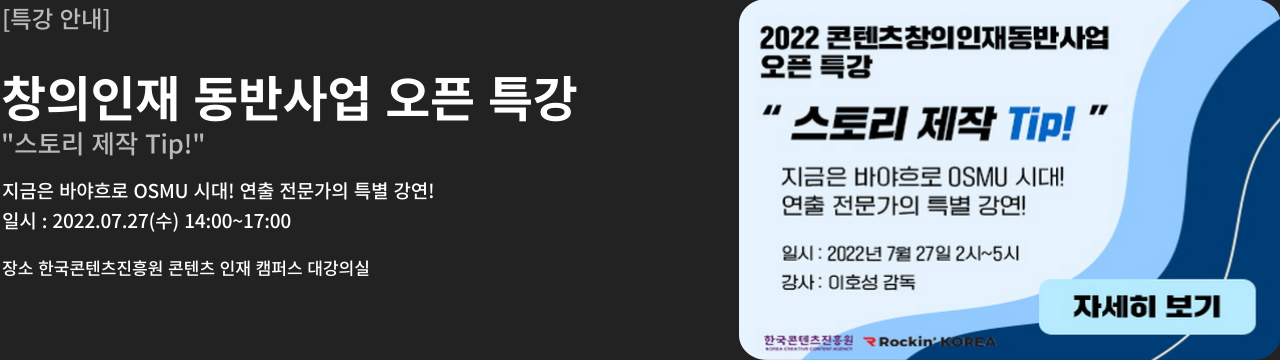 [특강 안내]
창의인재 동반사업 오픈 특강
"스토리 제작 Tip!"
지금은 바야흐로 OSMU 시대! 연출 전문가의 특별 강연!
일시 : 2022.07.27(수) 14:00~17:00
장소 한국콘텐츠진흥원 콘텐츠 인재 캠퍼스 대강의실
2022 콘텐츠창의인재동반사업
오픈 특강
“ 스토리 제작 Tip! ”
지금은 바야흐로 OSMU 시대!
연출 전문가의 특별 강연!
일시 : 2022년 7월 27일 2시~5시
강사 : 이호성 감독
자세히 보기
한국콘텐츠진흥원
KOREA CREATIVE CONTENT AGENCY
Rockin' KOREA